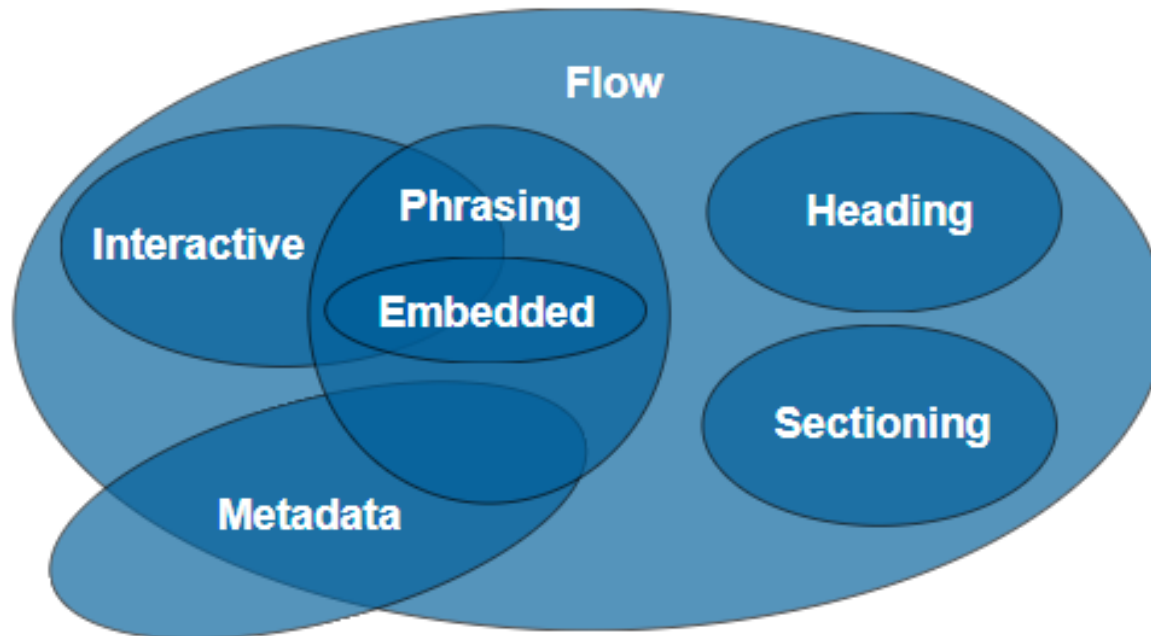 Flow
Phrasing
Heading
Interactive
Embedded
Sectioning
Metadata